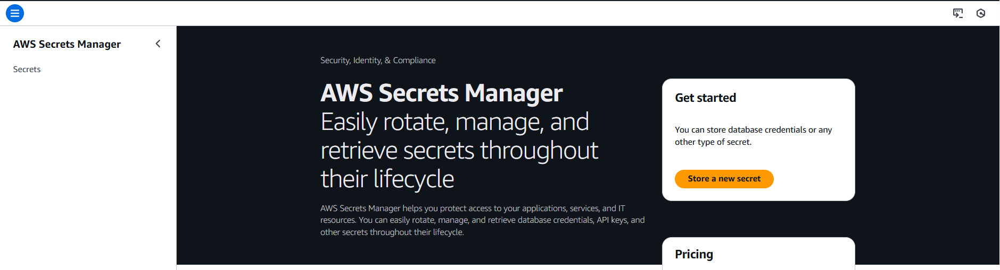 AWS Secrets Manager
Secrets
Security, Identity, & Compliance
AWS Secrets Manager
Easily rotate, manage, and
retrieve secrets throughout
their lifecycle
AWS Secrets Manager helps you protect access to your applications, services, and IT
resources. You can easily rotate, manage, and retrieve database credentials, API keys, and
other secrets throughout their lifecycle.
Get started
You can store database credentials or any
other type of secret.
Store a new secret
Pricing